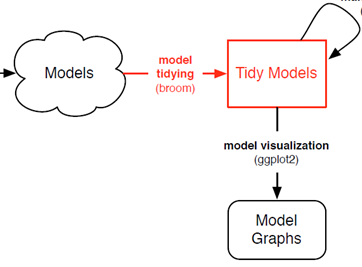 model
tidying
(broom)
Models
Tidy Models
model visualization
(ggplot2)
Model
Graphs